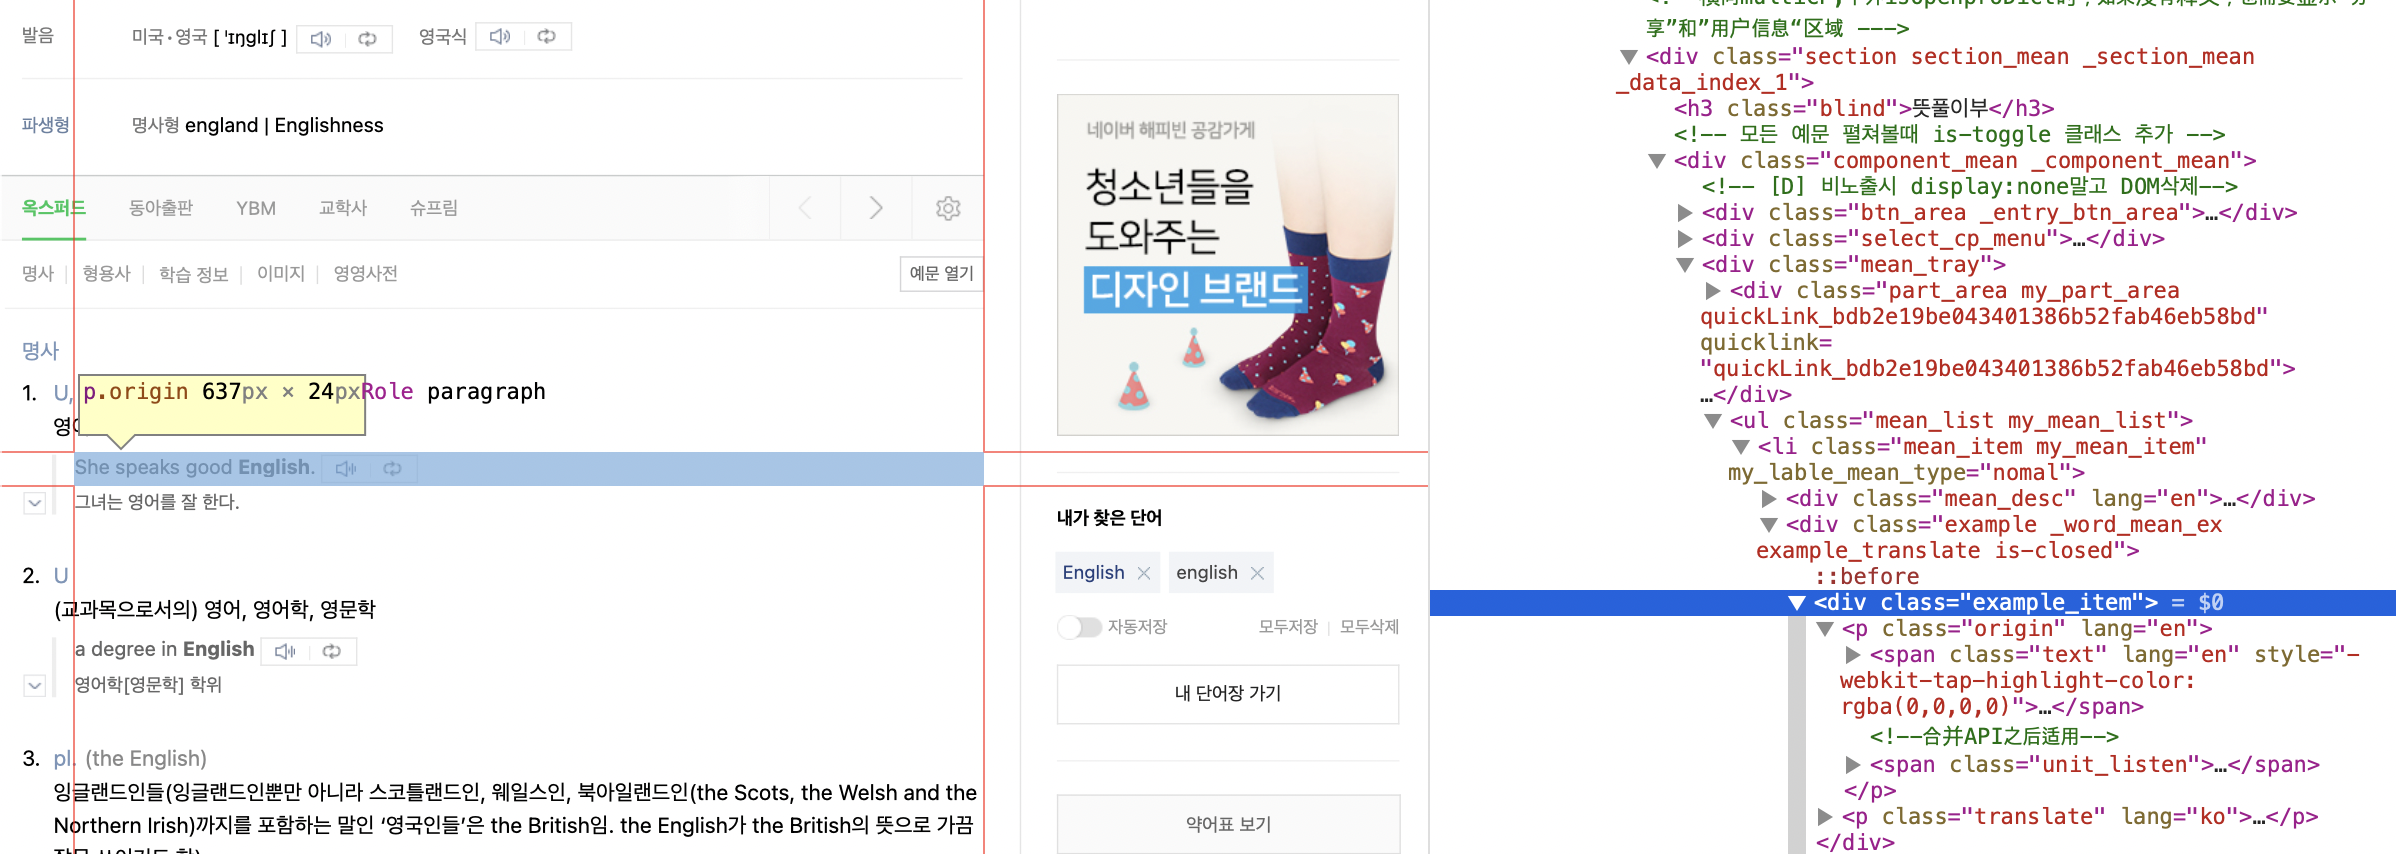 발음 미국·영국 [ ˈɪŋglɪʃ ] 영국식
파생형 명사형 england | Englishness
옥스퍼드 동아출판 YBM 교학사 슈프림
명사 | 형용사 | 학습 정보 | 이미지 | 영영사전 예문 열기
명사
1. U,
p.origin 637px × 24px Role paragraph
She speaks good English.
그녀는 영어를 잘 한다.
2. U
(교과목으로서의) 영어, 영어학, 영문학
a degree in English
영어학[영문학] 학위
3. pl. (the English)
잉글랜드인들(잉글랜드인뿐만 아니라 스코틀랜드인, 웨일스인, 북아일랜드인(the Scots, the Welsh and the
Northern Irish)까지를 포함하는 말인 ‘영국인들’은 the British임. the English가 the British의 뜻으로 가끔
네이버 해피빈 공감가게
청소년들을
도와주는
디자인 브랜드
내가 찾은 단어
English × english ×
자동저장 모두저장 | 모두삭제
내 단어장 가기
약어표 보기
享”和”用户信息“区域 --->
<div class="section section_mean _section_mean
_data_index_1">
<h3 class="blind">뜻풀이부</h3>
<!-- 모든 예문 펼쳐볼때 is-toggle 클래스 추가 -->
<div class="component_mean _component_mean">
<!-- [D] 비노출시 display:none말고 DOM삭제-->
<div class="btn_area _entry_btn_area">…</div>
<div class="select_cp_menu">…</div>
<div class="mean_tray">
<div class="part_area my_part_area
quickLink_bdb2e19be043401386b52fab46eb58bd"
quicklink=
"quickLink_bdb2e19be043401386b52fab46eb58bd">
…</div>
<ul class="mean_list my_mean_list">
<li class="mean_item my_mean_item"
my_lable_mean_type="nomal">
<div class="mean_desc" lang="en">…</div>
<div class="example _word_mean_ex
example_translate is-closed">
::before
<div class="example_item"> = $0
<p class="origin" lang="en">
<span class="text" lang="en" style="-
webkit-tap-highlight-color:
rgba(0,0,0,0)">…</span>
<!--合并API之后适用-->
<span class="unit_listen">…</span>
</p>
<p class="translate" lang="ko">…</p>
</div>